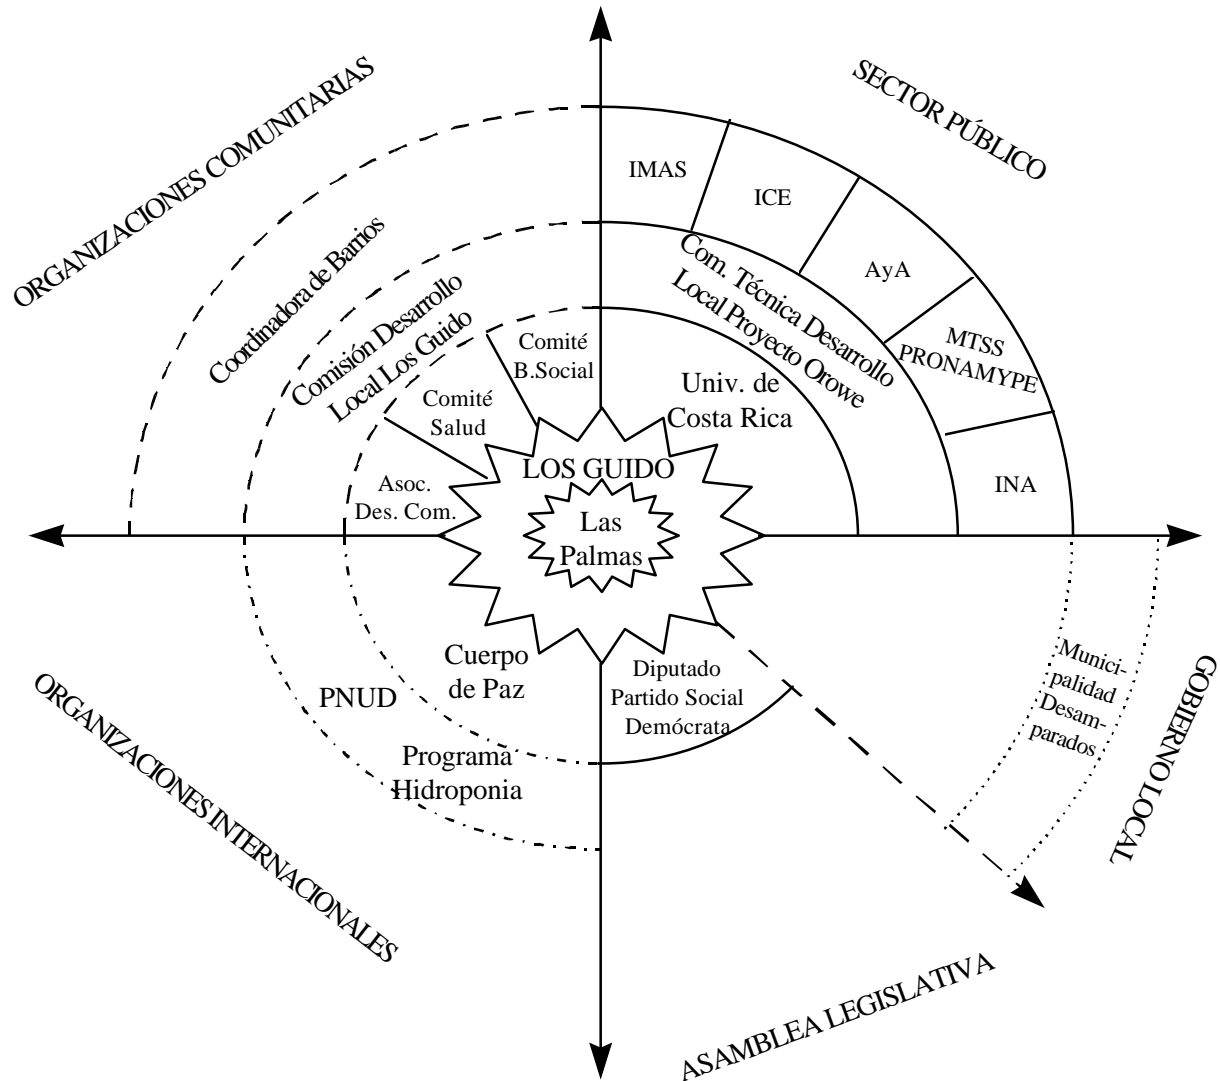 ORGANIZACIONES COMUNITARIAS
SECTOR PÚBLICO
IMAS
ICE
AyA
MTSS
PRONAMYPE
INA
Coordinadora de Barrios
Comisión Desarrollo
Local Los Guido
Com. Técnica Desarrollo
Local Proyecto Orowe
Comité
B.Social
Comité
Salud
Asoc.
Des. Com.
Univ. de
Costa Rica
LOS GUIDO
Las
Palmas
Cuerpo
de Paz
PNUD
Programa
Hidroponia
Diputado
Partido Social
Demócrata
Munici-
palidad
Desam-
parados
GOBIERNO LOCAL
ORGANIZACIONES INTERNACIONALES
ASAMBLEA LEGISLATIVA